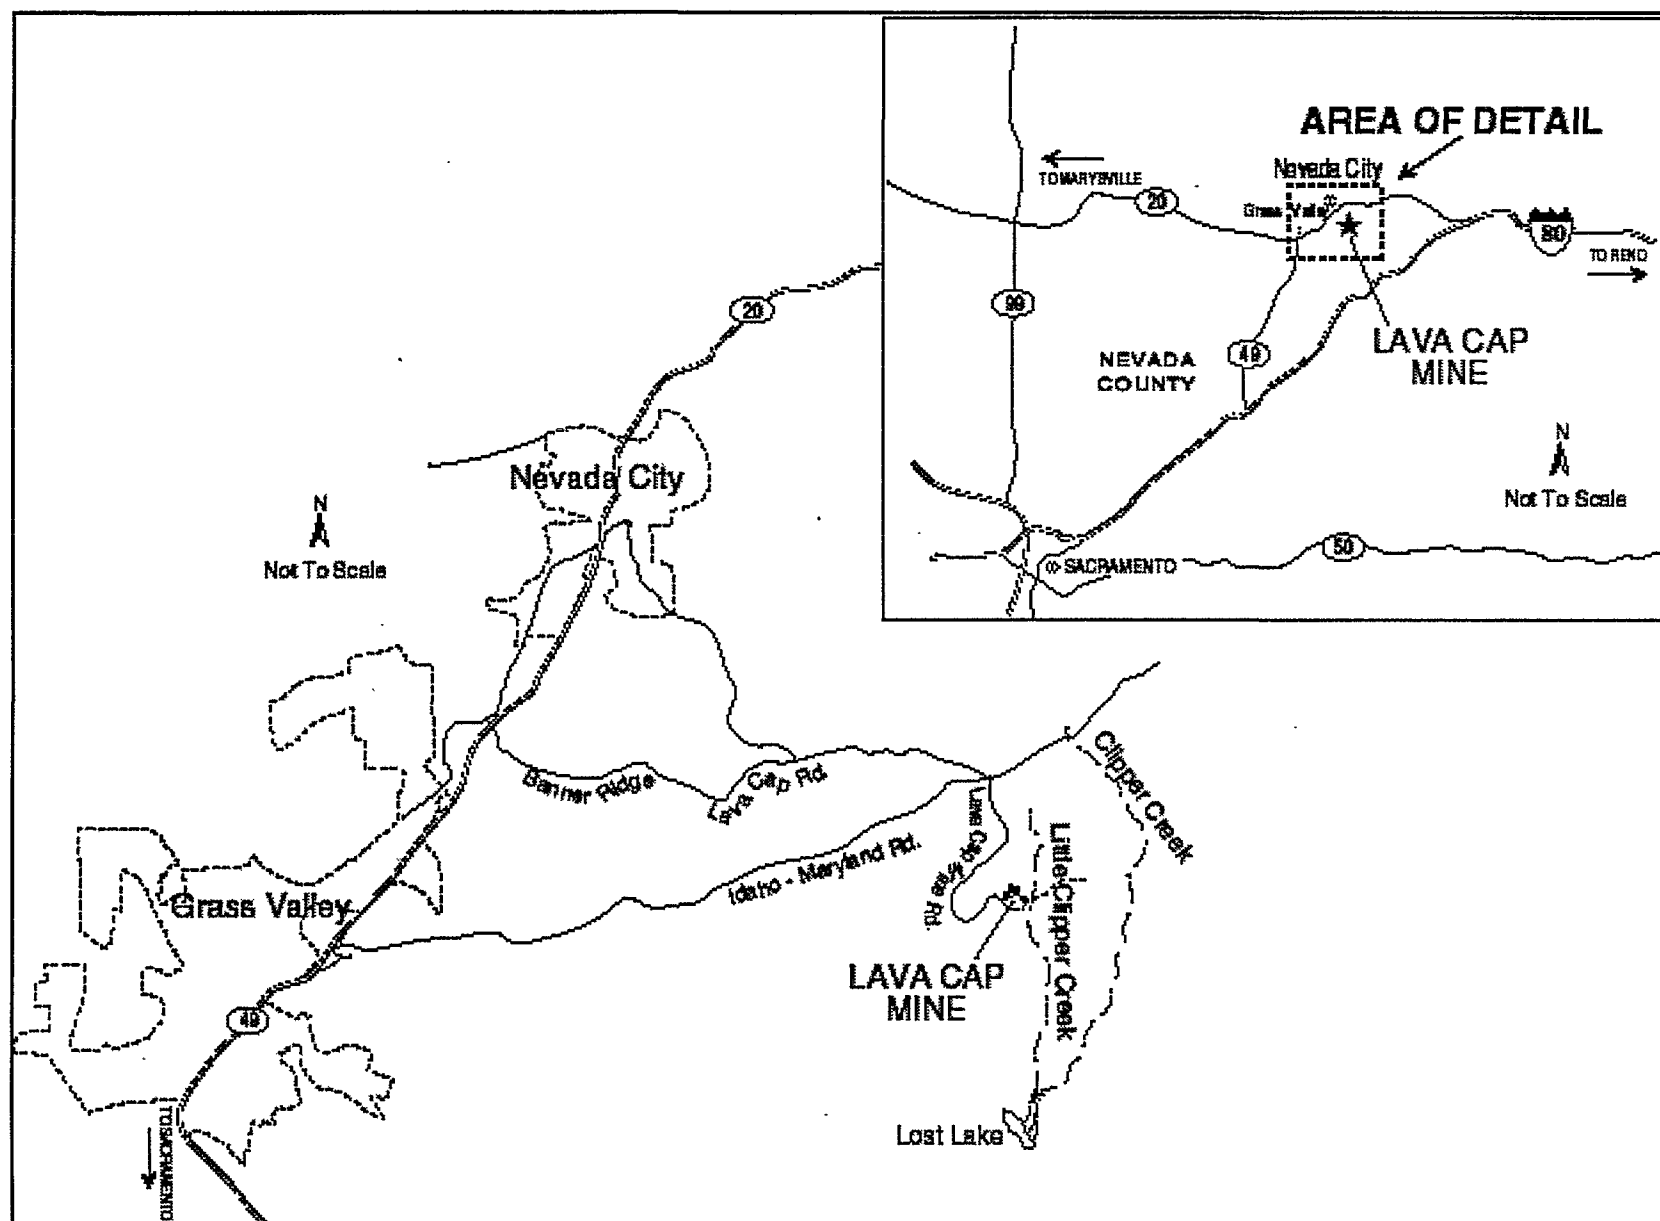 AREA OF DETAIL
Nevada City
TO MARYSVILLE
20
Grass Valle
80
TO RENO
99
LAVA CAP
MINE
49
NEVADA
COUNTY
N
Not To Scale
50
SACRAMENTO
20
Nevada City
N
Not To Scale
Banner Ridge
Lava Cap Rd.
Idaho - Maryland Rd.
Lava Cap Mine Rd.
Clipper Creek
Little Clipper Creek
Grass Valley
LAVA CAP
MINE
49
Lost Lake
TO SACRAMENTO